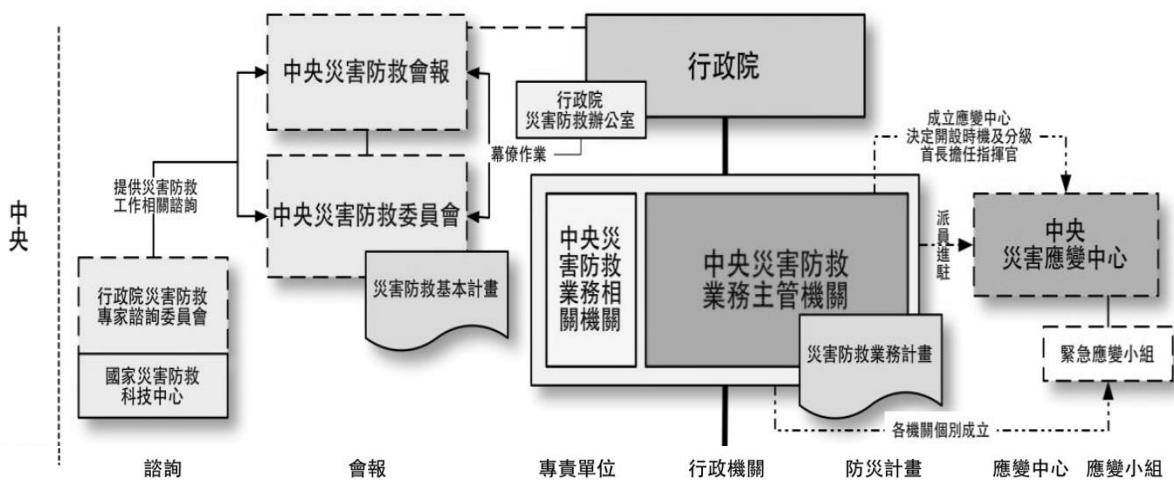 中央
中央災害防救會報
行政院
行政院
災害防救辦公室
幕僚作業
成立應變中心
決定開設時機及分級
首長擔任指揮官
提供災害防救
工作相關諮詢
中央災害防救委員會
災害防救基本計畫
中央災
害防救
業務相
關機關
中央災害防救
業務主管機關
災害防救業務計畫
派員進駐
中央
災害應變中心
行政院災害防救
專家諮詢委員會
國家災害防救
科技中心
緊急應變小組
各機關個別成立
諮詢
會報
專責單位
行政機關
防災計畫
應變中心
應變小組